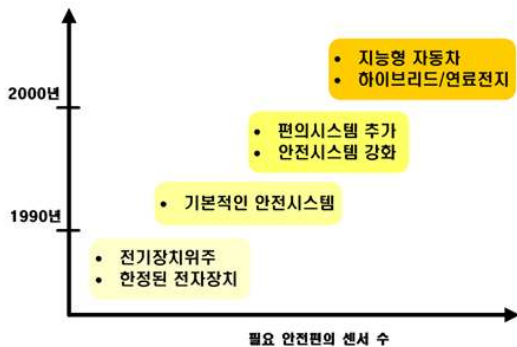 • 지능형 자동차
• 하이브리드/연료전지
2000년
• 편의시스템 추가
• 안전시스템 강화
• 기본적인 안전시스템
1990년
• 전기장치위주
• 한정된 전자장치
필요 안전편의 센서 수